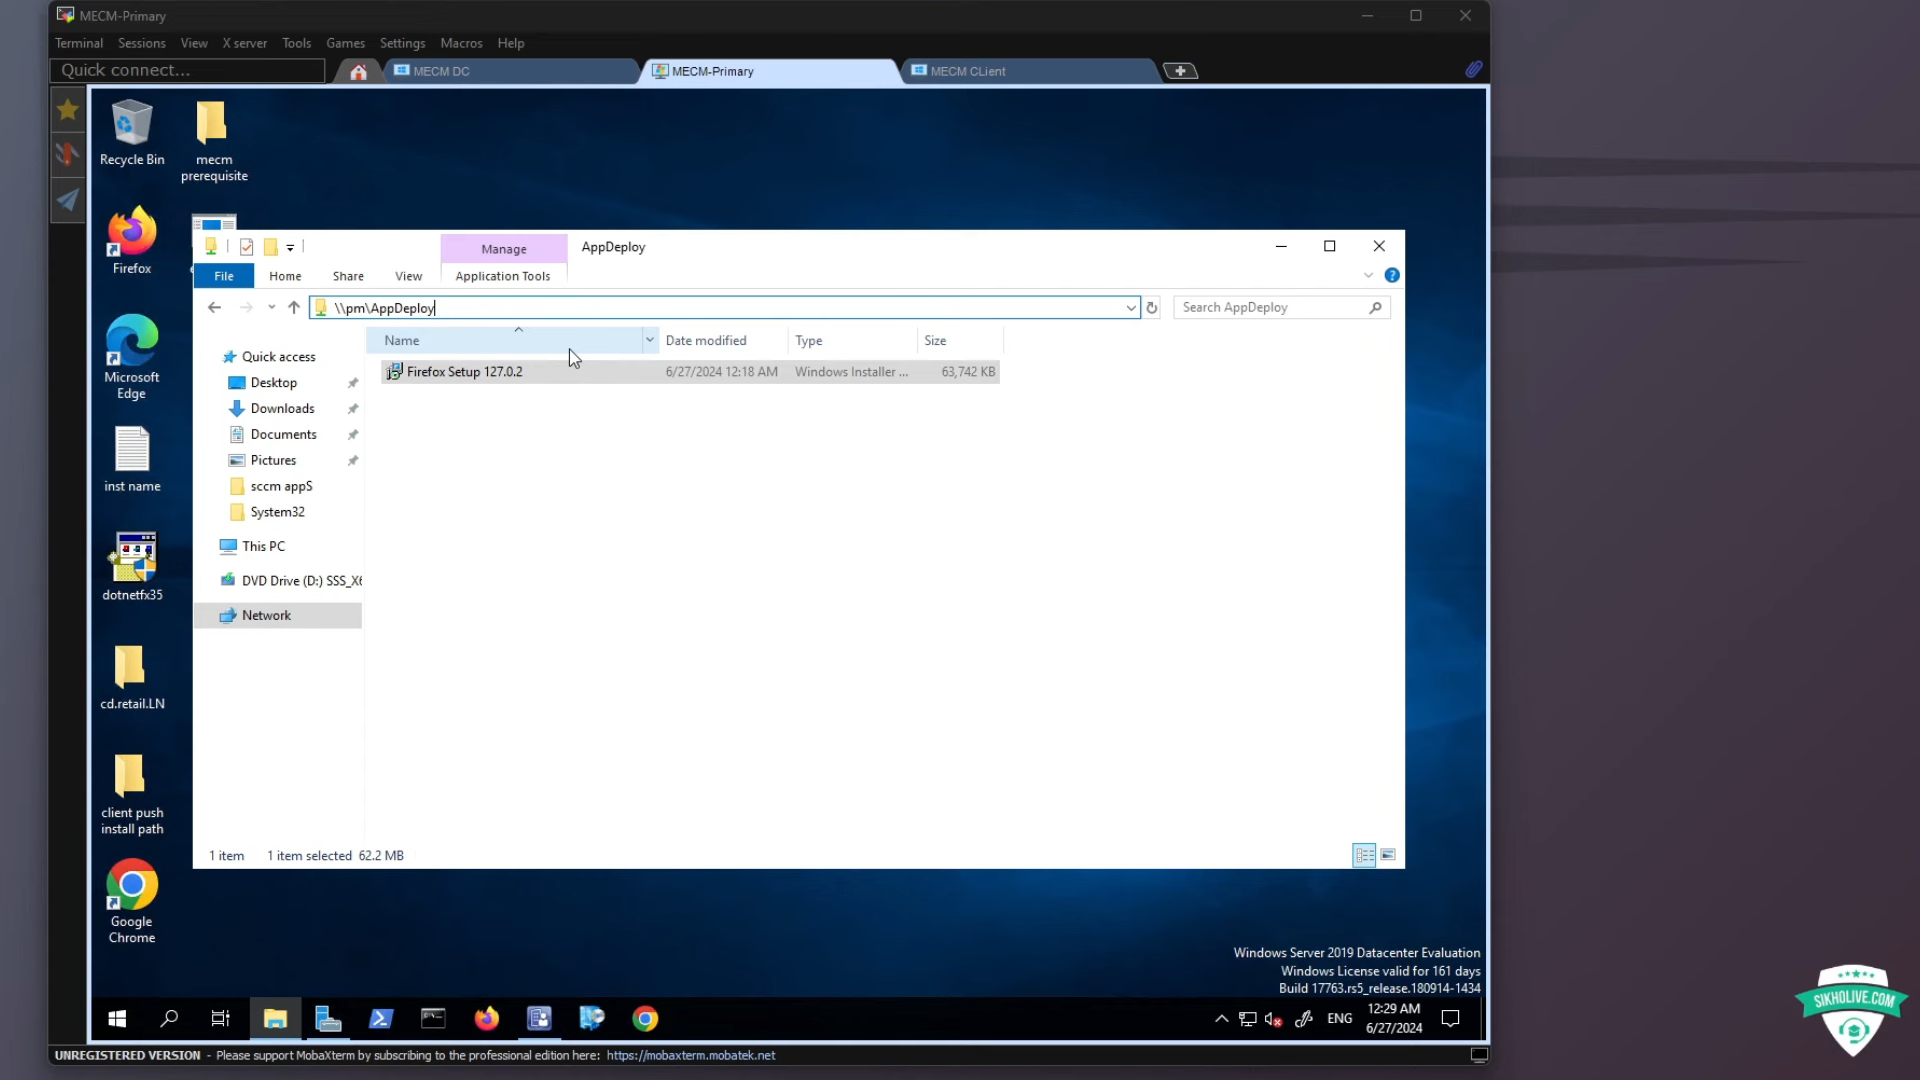 MECM-Primary
Terminal Sessions View X server Tools Games Settings Macros Help
Quick connect...
MECM DC
MECM-Primary
MECM CLient
Recycle Bin
mecm
prerequisite
Firefox
Microsoft
Edge
inst name
dotnetfx35
cd.retail.LN
client push
install path
Google
Chrome
Manage
AppDeploy
File Home Share View Application Tools
\\pm\AppDeploy
Search AppDeploy
Name Date modified Type Size
Firefox Setup 127.0.2 6/27/2024 12:18 AM Windows Installer ... 63,742 KB
Quick access
Desktop
Downloads
Documents
Pictures
sccm appS
System32
This PC
DVD Drive (D:) SSS_X6
Network
1 item 1 item selected 62.2 MB
Windows Server 2019 Datacenter Evaluation
Windows License valid for 161 days
Build 17763.rs5_release.180914-1434
ENG
12:29 AM
6/27/2024
UNREGISTERED VERSION - Please support MobaXterm by subscribing to the professional edition here: https://mobaxterm.mobatek.net
SIKHOLIVE.COM